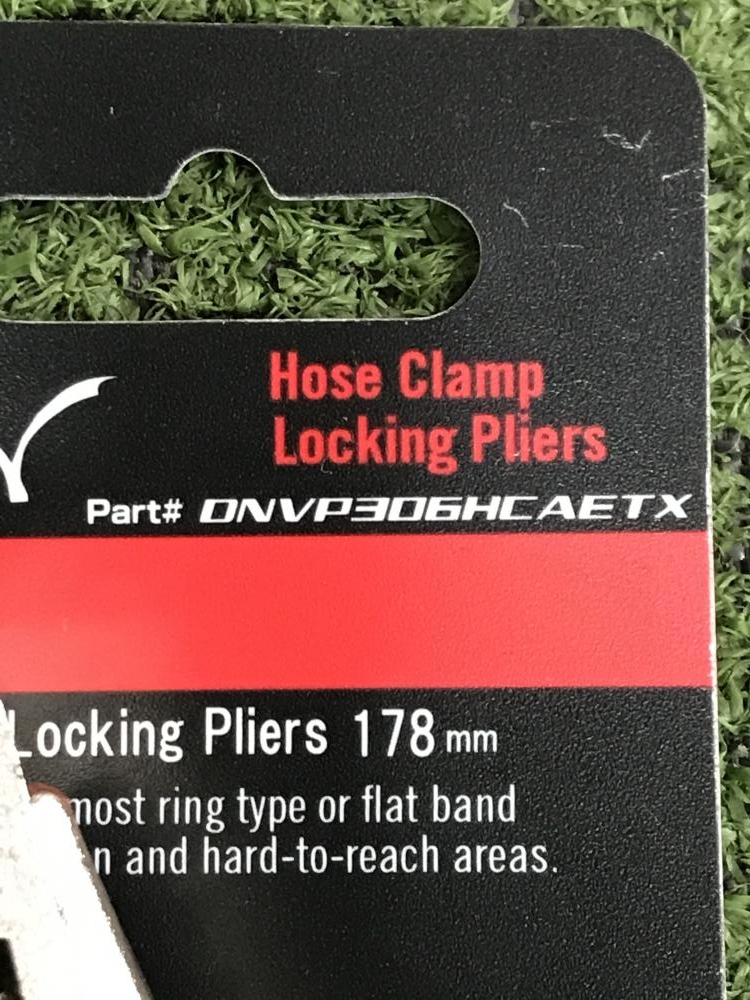 Hose Clamp
Locking Pliers
Part# DNVP306HCAETX
Locking Pliers 178 mm
most ring type or flat band
and hard-to-reach areas.